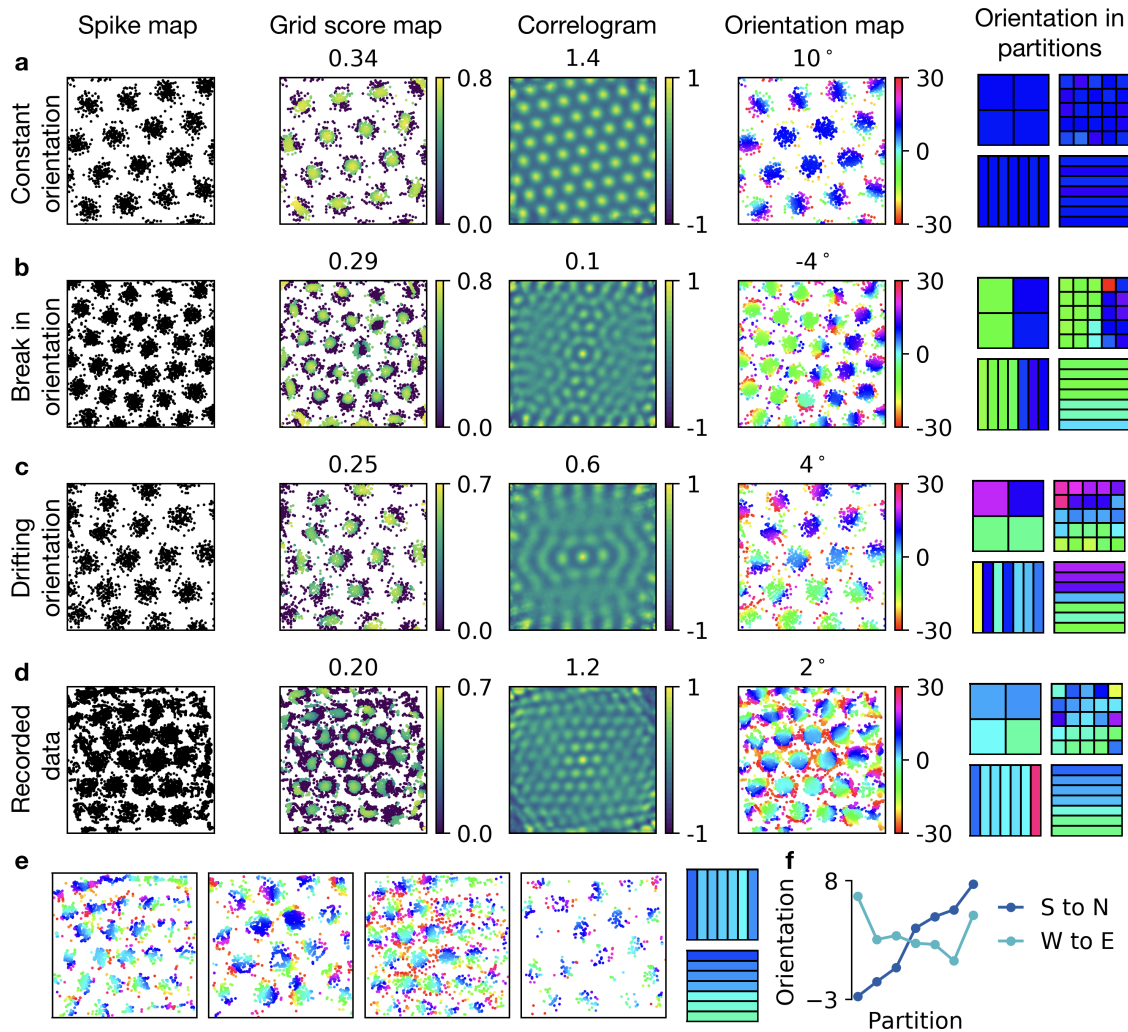 Spike map
Grid score map
Correlogram
Orientation map
Orientation in
partitions
a
Constant
orientation
0.34
0.8
0.0
1.4
1
-1
10°
30
0
-30
b
Break in
orientation
0.29
0.8
0.0
0.1
1
-1
-4°
30
0
-30
c
Drifting
orientation
0.25
0.7
0.0
0.6
1
-1
4°
30
0
-30
d
Recorded
data
0.20
0.7
0.0
1.2
1
-1
2°
30
0
-30
e
f
Orientation
8
-3
Partition
S to N
W to E